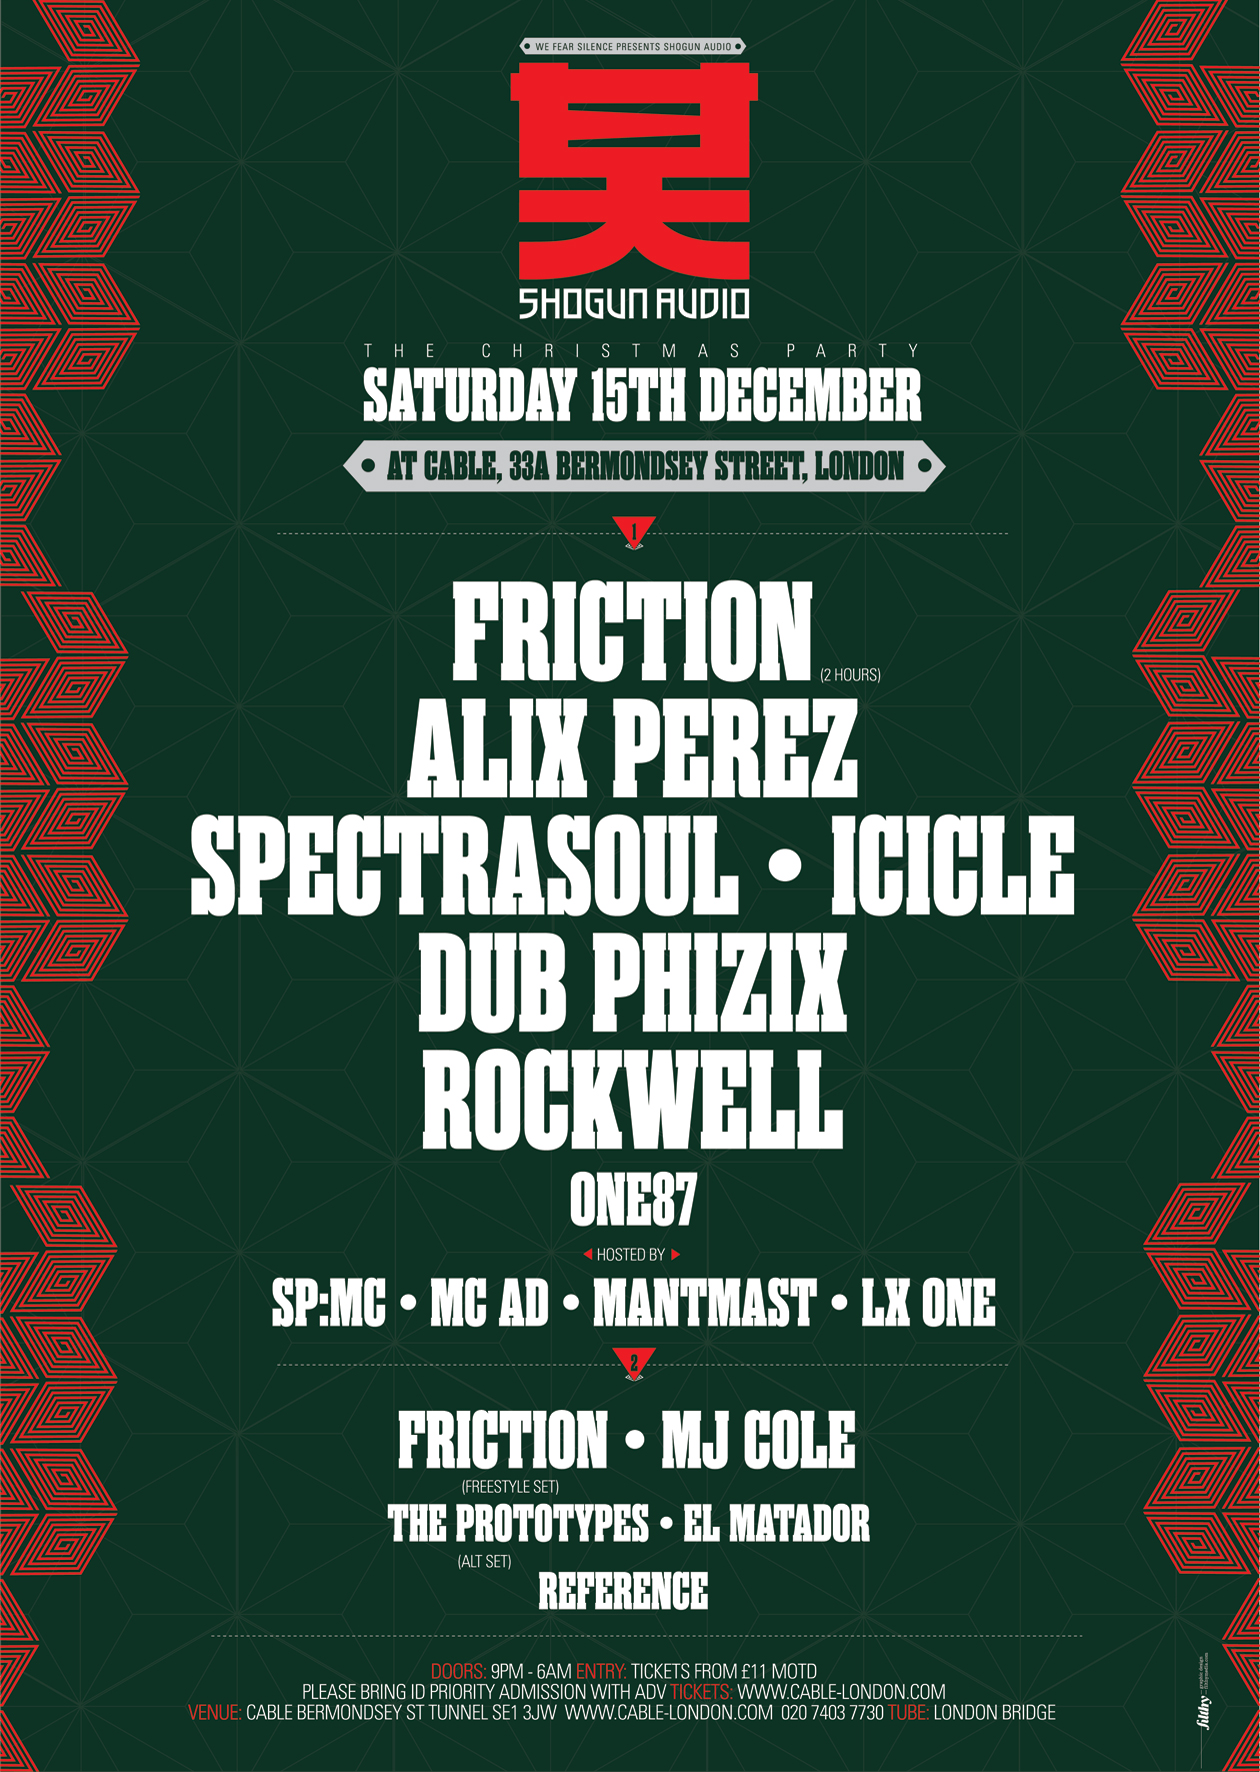 WE FEAR SILENCE PRESENTS SHOGUN AUDIO
SHOGUN AUDIO
THE CHRISTMAS PARTY
SATURDAY 15TH DECEMBER
AT CABLE, 33A BERMONDSEY STREET, LONDON
1
FRICTION (2 HOURS)
ALIX PEREZ
SPECTRASOUL • ICICLE
DUB PHIZIX
ROCKWELL
ONE87
HOSTED BY
SP:MC • MC AD • MANTMAST • LX ONE
2
FRICTION • MJ COLE
(FREESTYLE SET)
THE PROTOTYPES • EL MATADOR
(ALT SET)
REFERENCE
DOORS: 9PM - 6AM ENTRY: TICKETS FROM £11 MOTD
PLEASE BRING ID PRIORITY ADMISSION WITH ADV TICKETS: WWW.CABLE-LONDON.COM
VENUE: CABLE BERMONDSEY ST TUNNEL SE1 3JW WWW.CABLE-LONDON.COM 020 7403 7730 TUBE: LONDON BRIDGE
filthy
graphic design